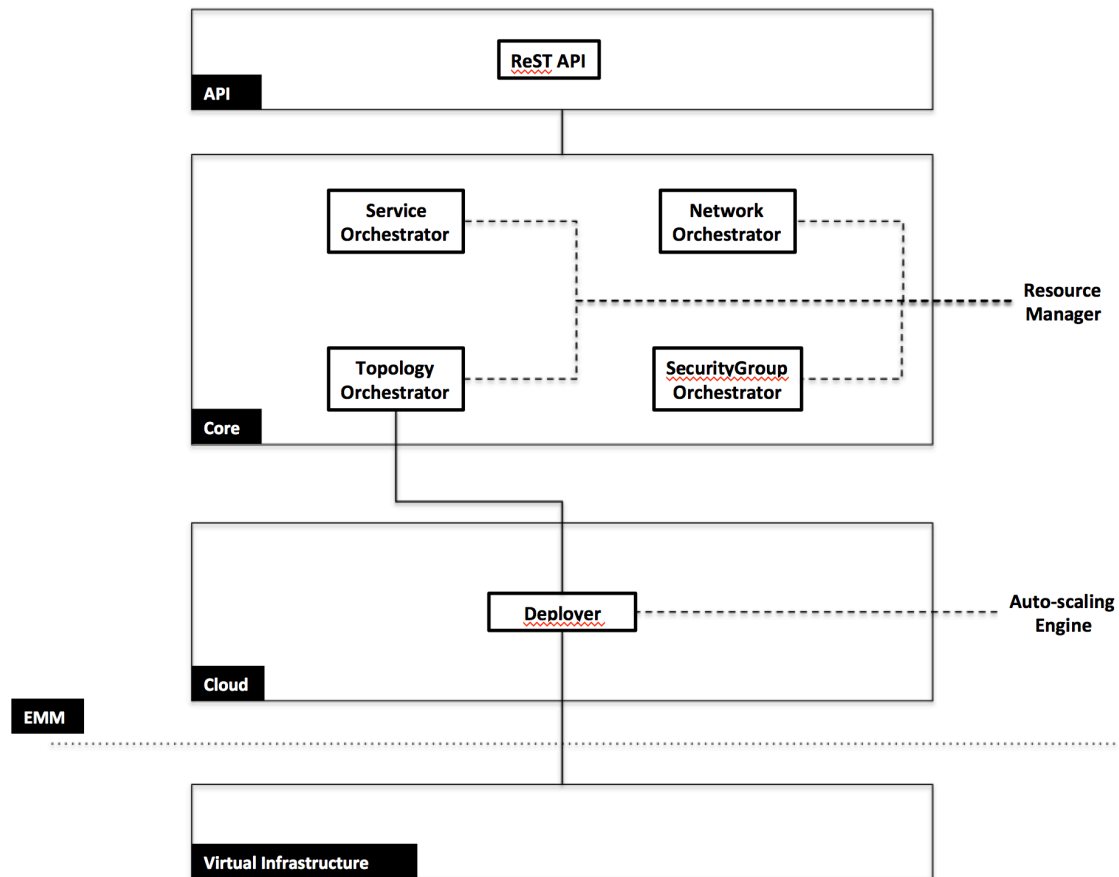 ReST API
API
Service
Orchestrator
Network
Orchestrator
Resource
Manager
Topology
Orchestrator
SecurityGroup
Orchestrator
Core
Auto-scaling
Engine
Deployer
Cloud
EMM
Virtual Infrastructure